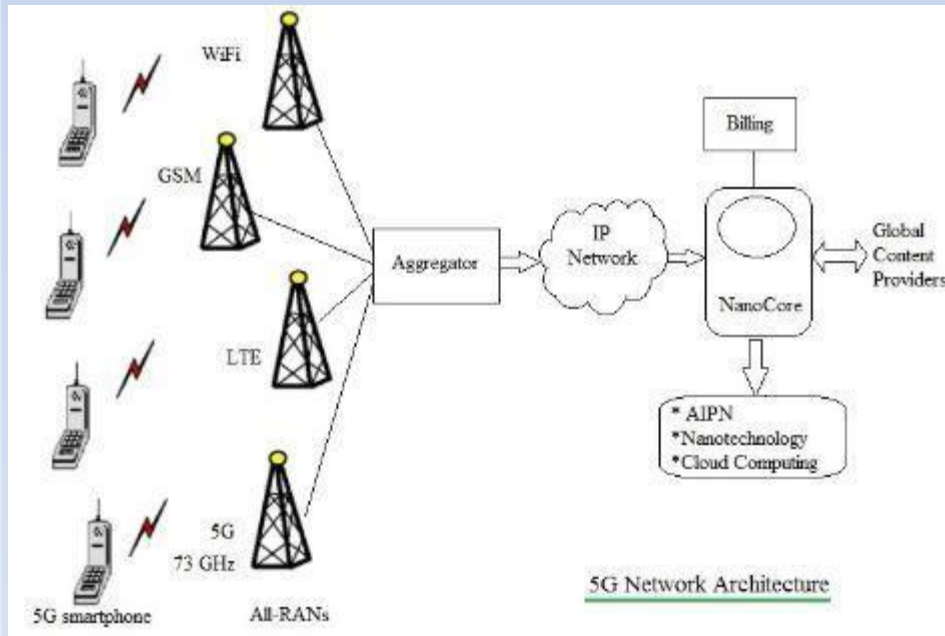 WiFi
GSM
LTE
5G
73 GHz
5G smartphone
All-RANs
Aggregator
IP
Network
Billing
NanoCore
Global
Content
Providers
* AIPN
*Nanotechnology
*Cloud Computing
5G Network Architecture